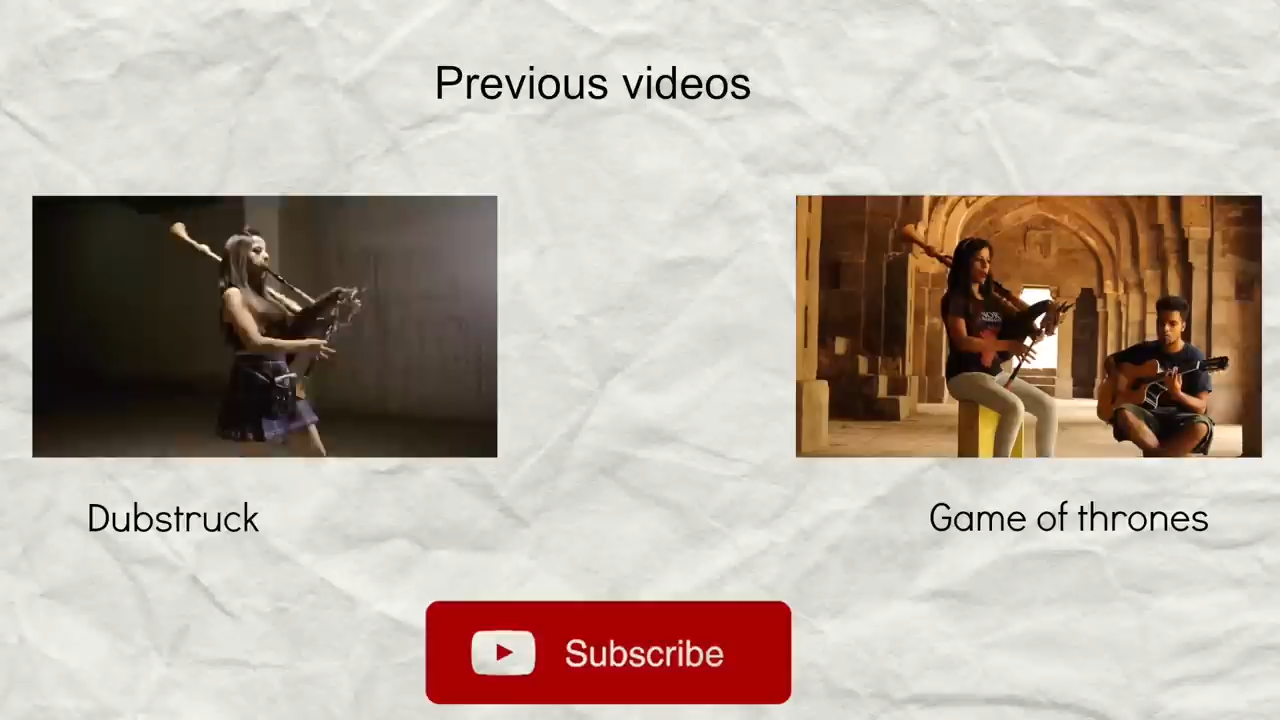 Previous videos
Dubstruck
Game of thrones
Subscribe